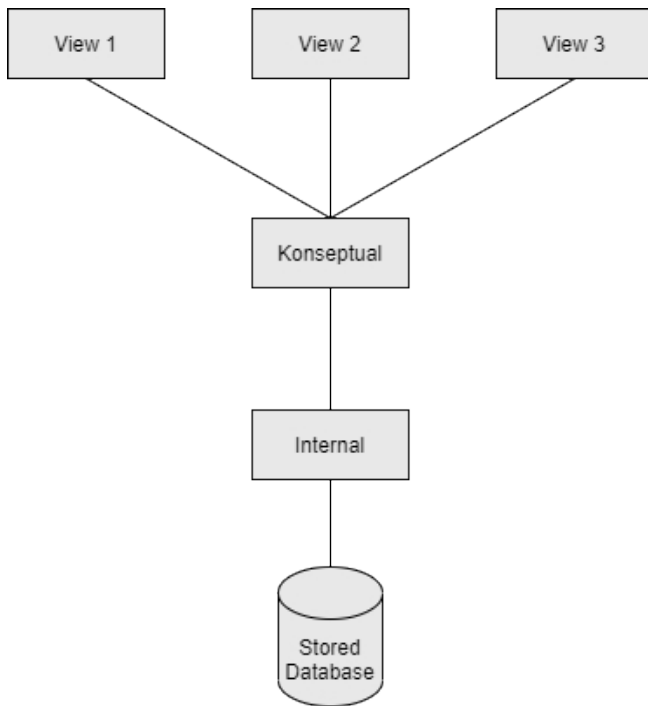 View 1
View 2
View 3
Konseptual
Internal
Stored
Database